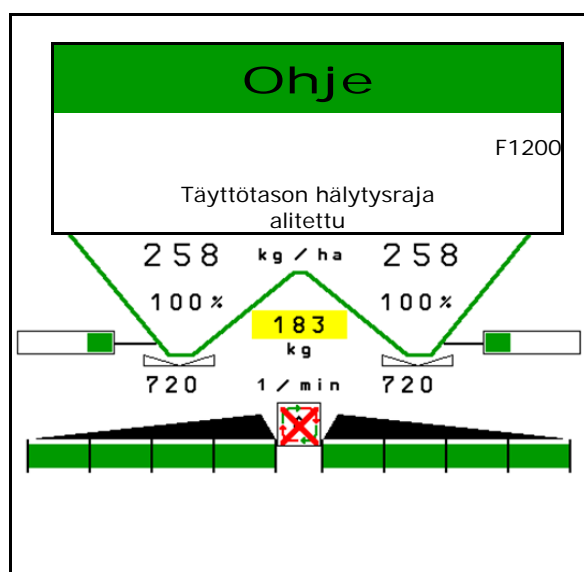 Ohje
F1200
Täyttötason hälytysraja
alitettu
258 kg/ha 258
100% 100%
183
kg
720 1/min 720